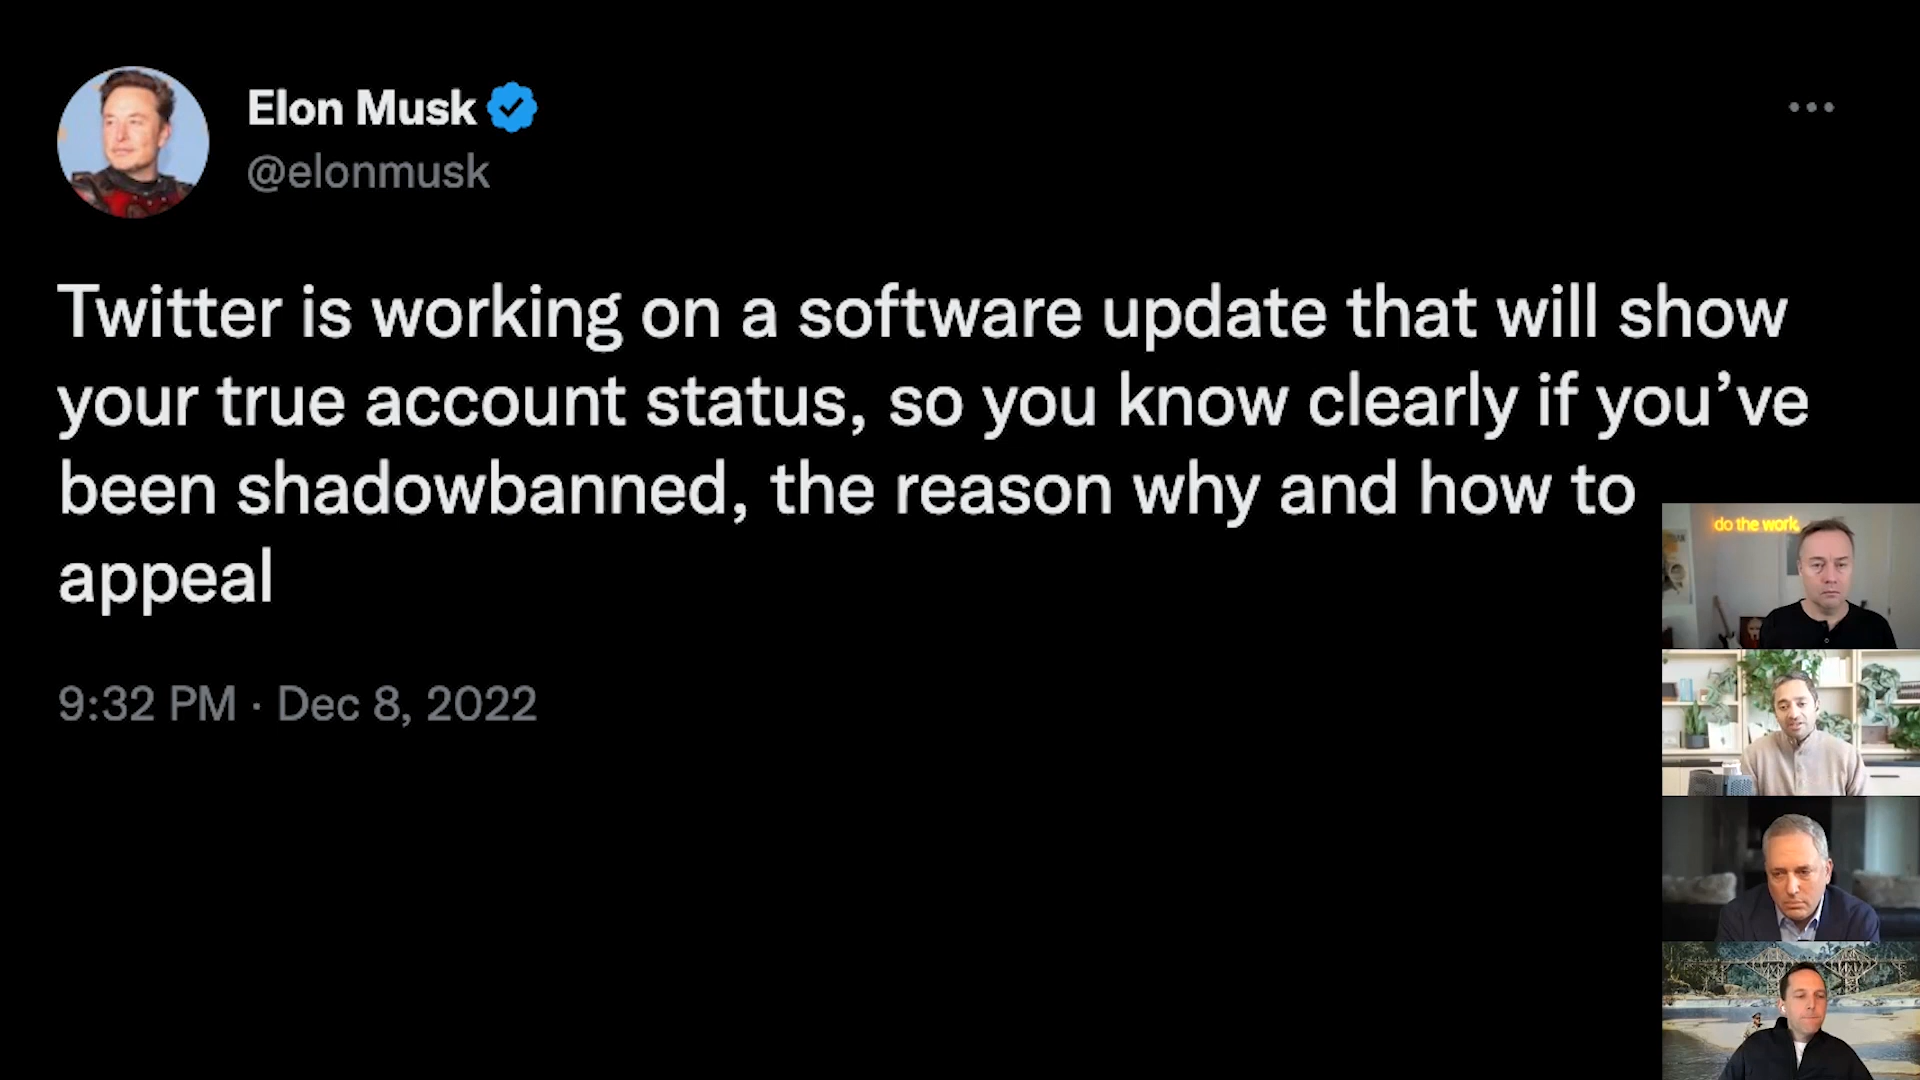 Elon Musk
@elonmusk
Twitter is working on a software update that will show
your true account status, so you know clearly if you’ve
been shadowbanned, the reason why and how to
appeal
9:32 PM · Dec 8, 2022
do the work.